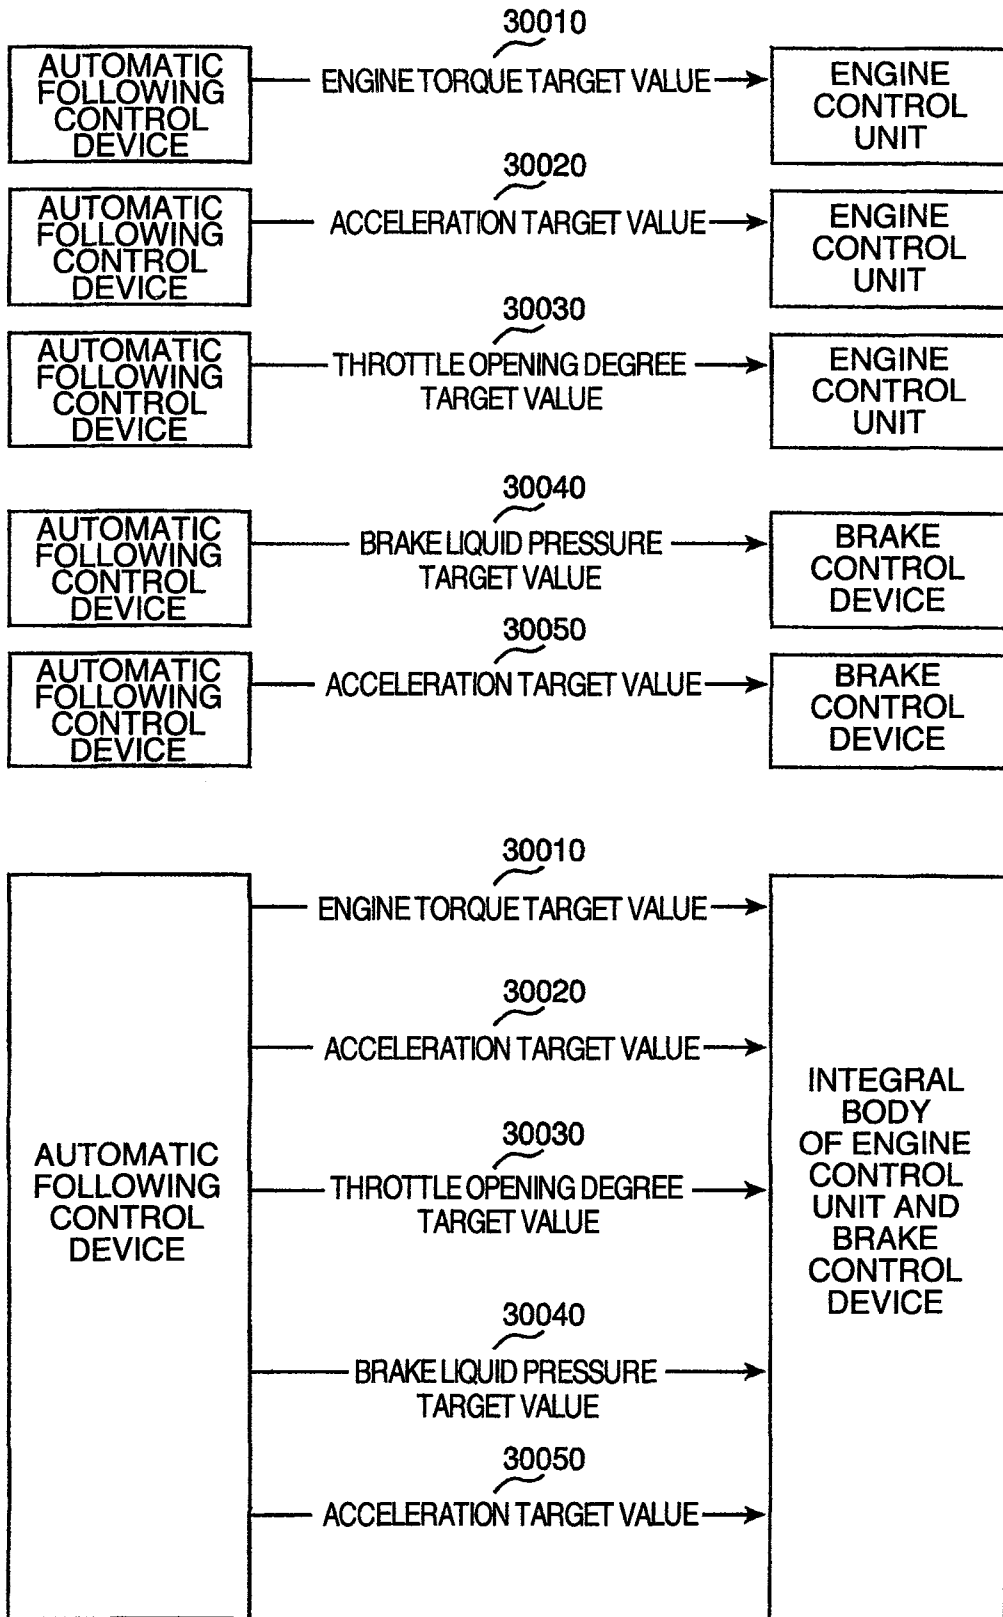 30010
AUTOMATIC
FOLLOWING
CONTROL
DEVICE
ENGINE TORQUE TARGET VALUE
ENGINE
CONTROL
UNIT
30020
AUTOMATIC
FOLLOWING
CONTROL
DEVICE
ACCELERATION TARGET VALUE
ENGINE
CONTROL
UNIT
30030
AUTOMATIC
FOLLOWING
CONTROL
DEVICE
THROTTLE OPENING DEGREE
TARGET VALUE
ENGINE
CONTROL
UNIT
30040
AUTOMATIC
FOLLOWING
CONTROL
DEVICE
BRAKE LIQUID PRESSURE
TARGET VALUE
BRAKE
CONTROL
DEVICE
30050
AUTOMATIC
FOLLOWING
CONTROL
DEVICE
ACCELERATION TARGET VALUE
BRAKE
CONTROL
DEVICE
AUTOMATIC
FOLLOWING
CONTROL
DEVICE
30010
ENGINE TORQUE TARGET VALUE
30020
ACCELERATION TARGET VALUE
30030
THROTTLE OPENING DEGREE
TARGET VALUE
30040
BRAKE LIQUID PRESSURE
TARGET VALUE
30050
ACCELERATION TARGET VALUE
INTEGRAL
BODY
OF ENGINE
CONTROL
UNIT AND
BRAKE
CONTROL
DEVICE